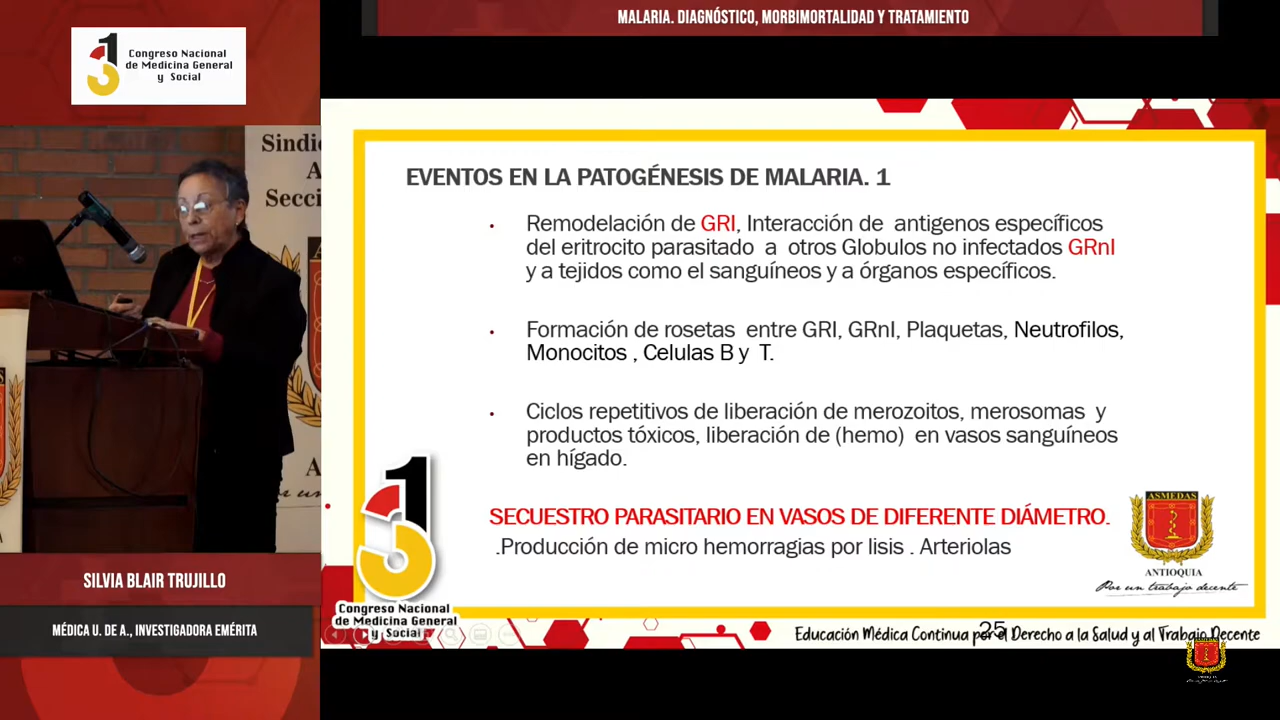 MALARIA. DIAGNÓSTICO, MORBIMORTALIDAD Y TRATAMIENTO
Congreso Nacional
de Medicina General
y Social
Sindic
A
Secci
EVENTOS EN LA PATOGÉNESIS DE MALARIA. 1
• Remodelación de GRI, Interacción de antigenos específicos
del eritrocito parasitado a otros Globulos no infectados GRnI
y a tejidos como el sanguíneos y a órganos específicos.
• Formación de rosetas entre GRI, GRnI, Plaquetas, Neutrofilos,
Monocitos , Celulas B y T.
• Ciclos repetitivos de liberación de merozoitos, merosomas y
productos tóxicos, liberación de (hemo) en vasos sanguíneos
en hígado.
SECUESTRO PARASITARIO EN VASOS DE DIFERENTE DIÁMETRO.
.Producción de micro hemorragias por lisis . Arteriolas
ASMEDAS
ANTIOQUIA
Por un trabajo decente
13
Congreso Nacional
de Medicina General
y Social
25
Educación Médica Continua por el Derecho a la Salud y al Trabajo Decente
SILVIA BLAIR TRUJILLO
MÉDICA U. DE A., INVESTIGADORA EMÉRITA